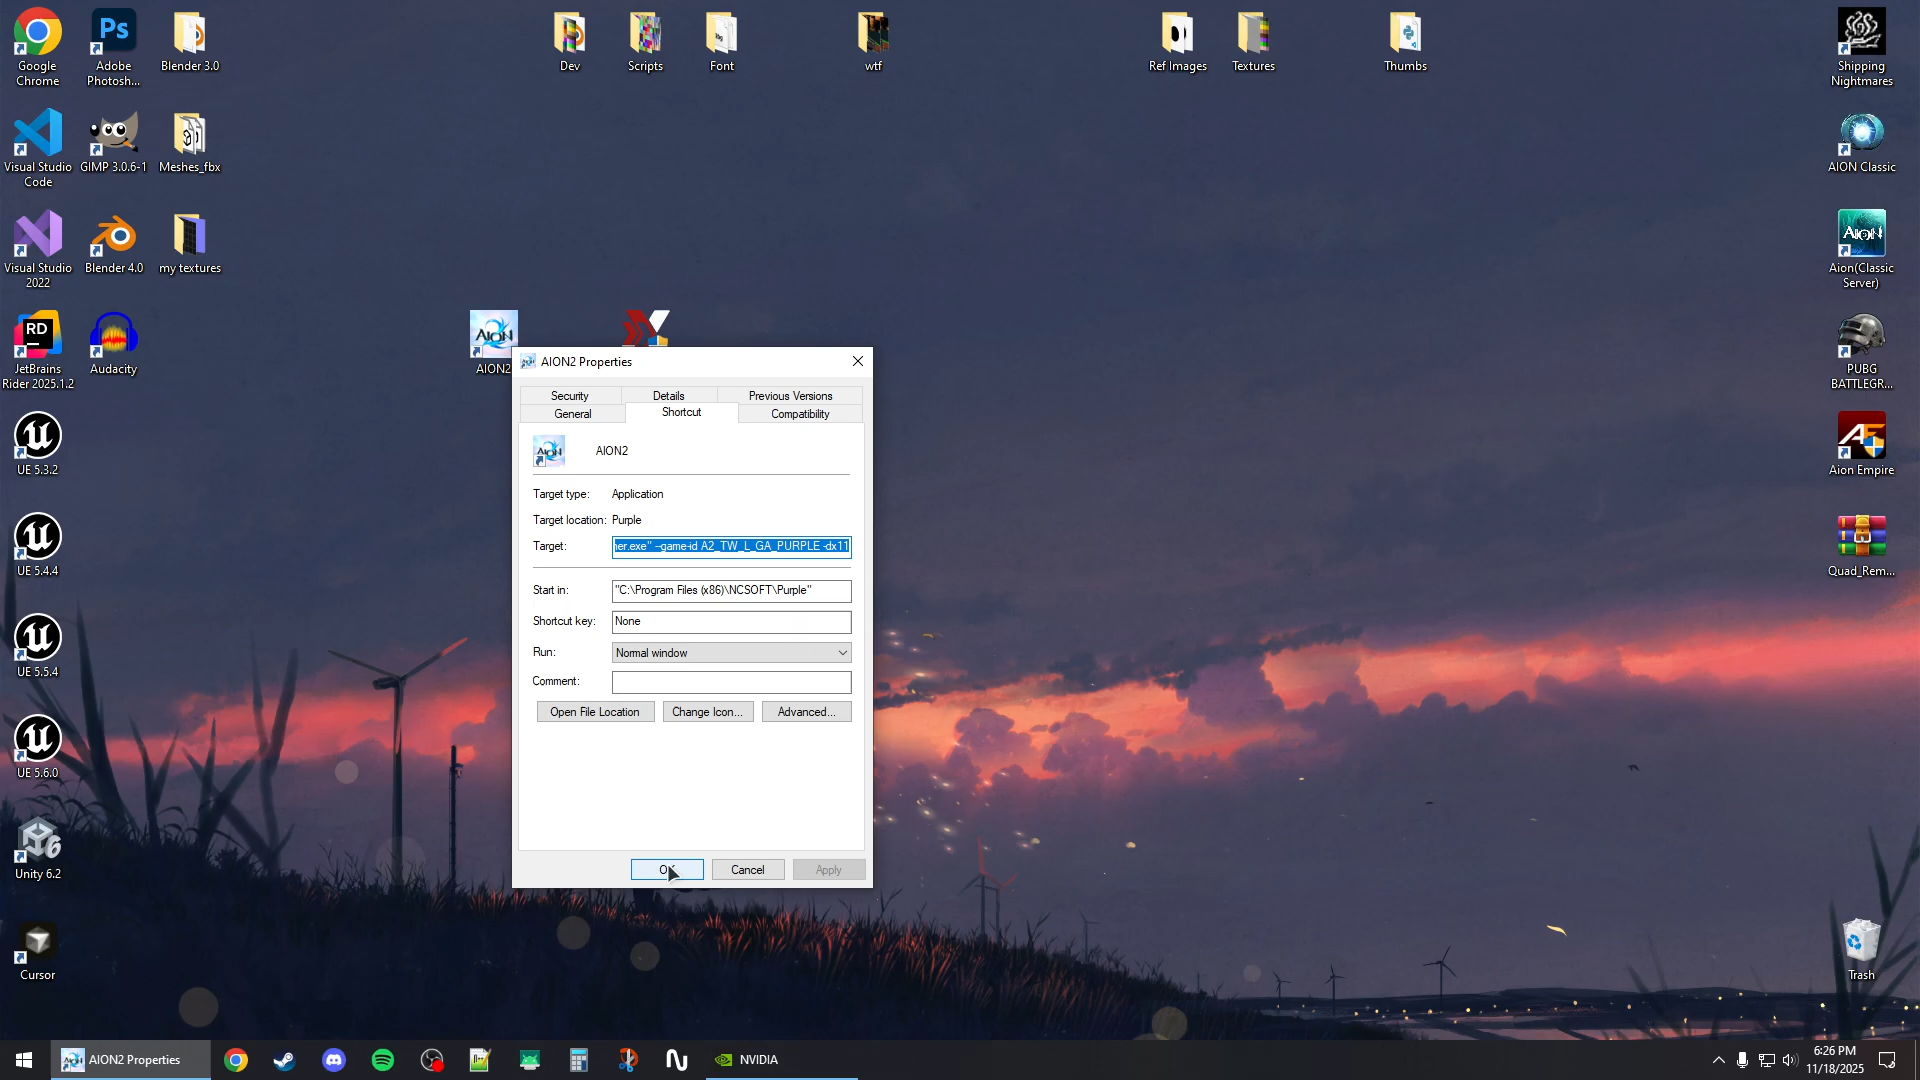 Google
Chrome
Adobe
Photosh...
Blender 3.0
Dev
Scripts
Font
wtf
Ref Images
Textures
Thumbs
Shipping
Nightmares
Visual Studio
Code
GIMP 3.0.6-1
Meshes_fbx
AION Classic
Visual Studio
2022
Blender 4.0
my textures
Aion(Classic
Server)
JetBrains
Rider 2025.1.2
Audacity
AION2
PUBG
BATTLEGR...
UE 5.3.2
Aion Empire
UE 5.4.4
Quad_Rem...
UE 5.5.4
UE 5.6.0
Unity 6.2
Cursor
Trash
Ps
RD
AION
AION
AION2 Properties
Security
Details
Previous Versions
General
Shortcut
Compatibility
AION2
Target type: Application
Target location: Purple
Target: her.exe" --game-id A2_TW_L_GA_PURPLE -dx11
Start in: "C:\Program Files (x86)\NCSOFT\Purple"
Shortcut key: None
Run: Normal window
Comment:
Open File Location
Change Icon...
Advanced...
OK
Cancel
Apply
AION2 Properties
NVIDIA
6:26 PM
11/18/2025